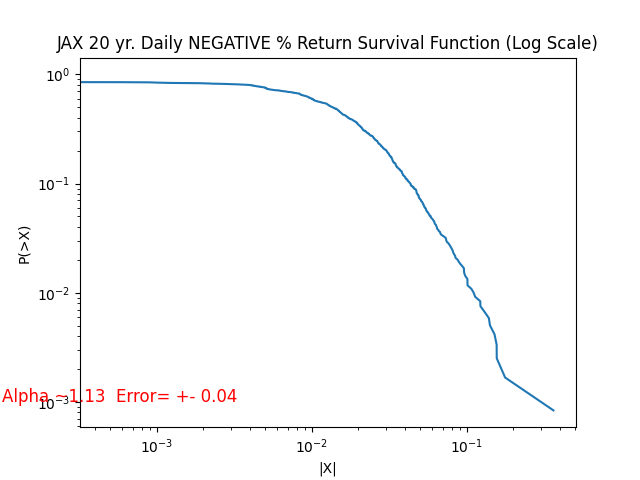 JAX 20 yr. Daily NEGATIVE % Return Survival Function (Log Scale)
10⁰
10⁻¹
P(>X)
10⁻²
10⁻³
Alpha ~1.13 Error= +- 0.04
10⁻³ 10⁻² 10⁻¹
|X|